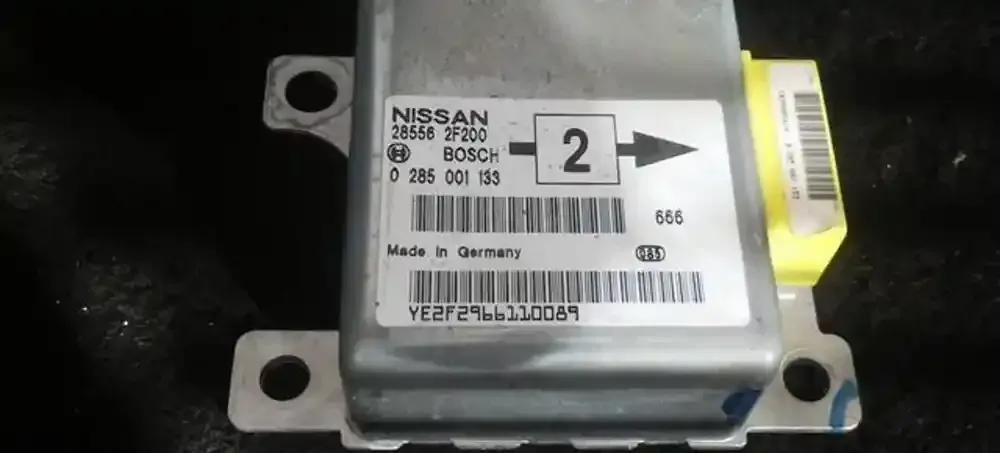 NISSAN
28556 2F200
BOSCH
0 285 001 133
2
666
Made in Germany
YE2F2966110089